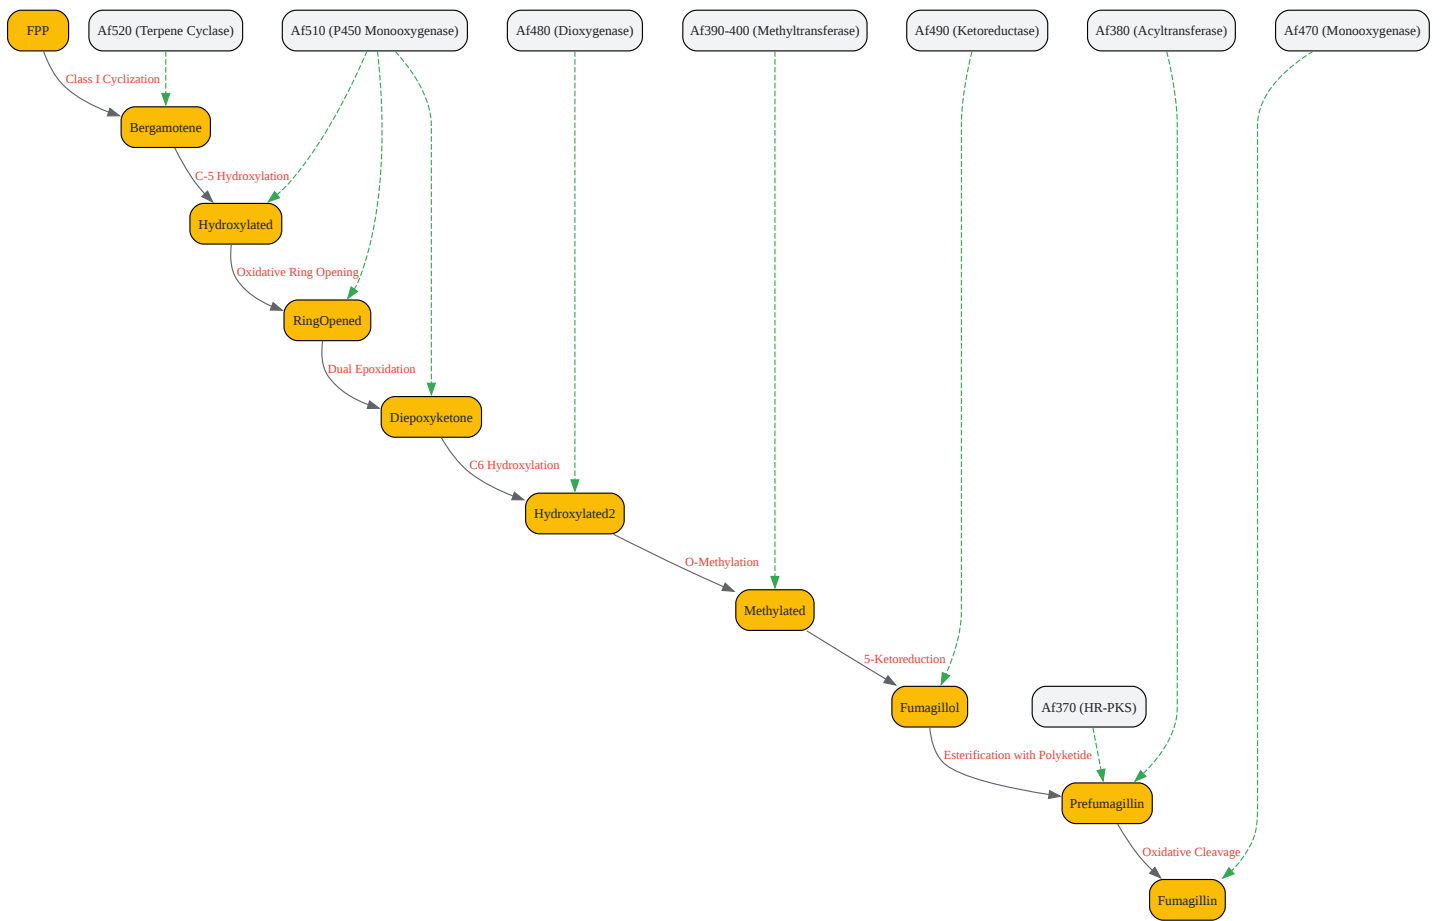 FPP
Af520 (Terpene Cyclase)
Af510 (P450 Monooxygenase)
Af480 (Dioxygenase)
Af390-400 (Methyltransferase)
Af490 (Ketoreductase)
Af380 (Acyltransferase)
Af470 (Monooxygenase)
Class I Cyclization
Bergamotene
C-5 Hydroxylation
Hydroxylated
Oxidative Ring Opening
RingOpened
Dual Epoxidation
Diepoxyketone
C6 Hydroxylation
Hydroxylated2
O-Methylation
Methylated
5-Ketoreduction
Fumagillol
Af370 (HR-PKS)
Esterification with Polyketide
Prefumagillin
Oxidative Cleavage
Fumagillin